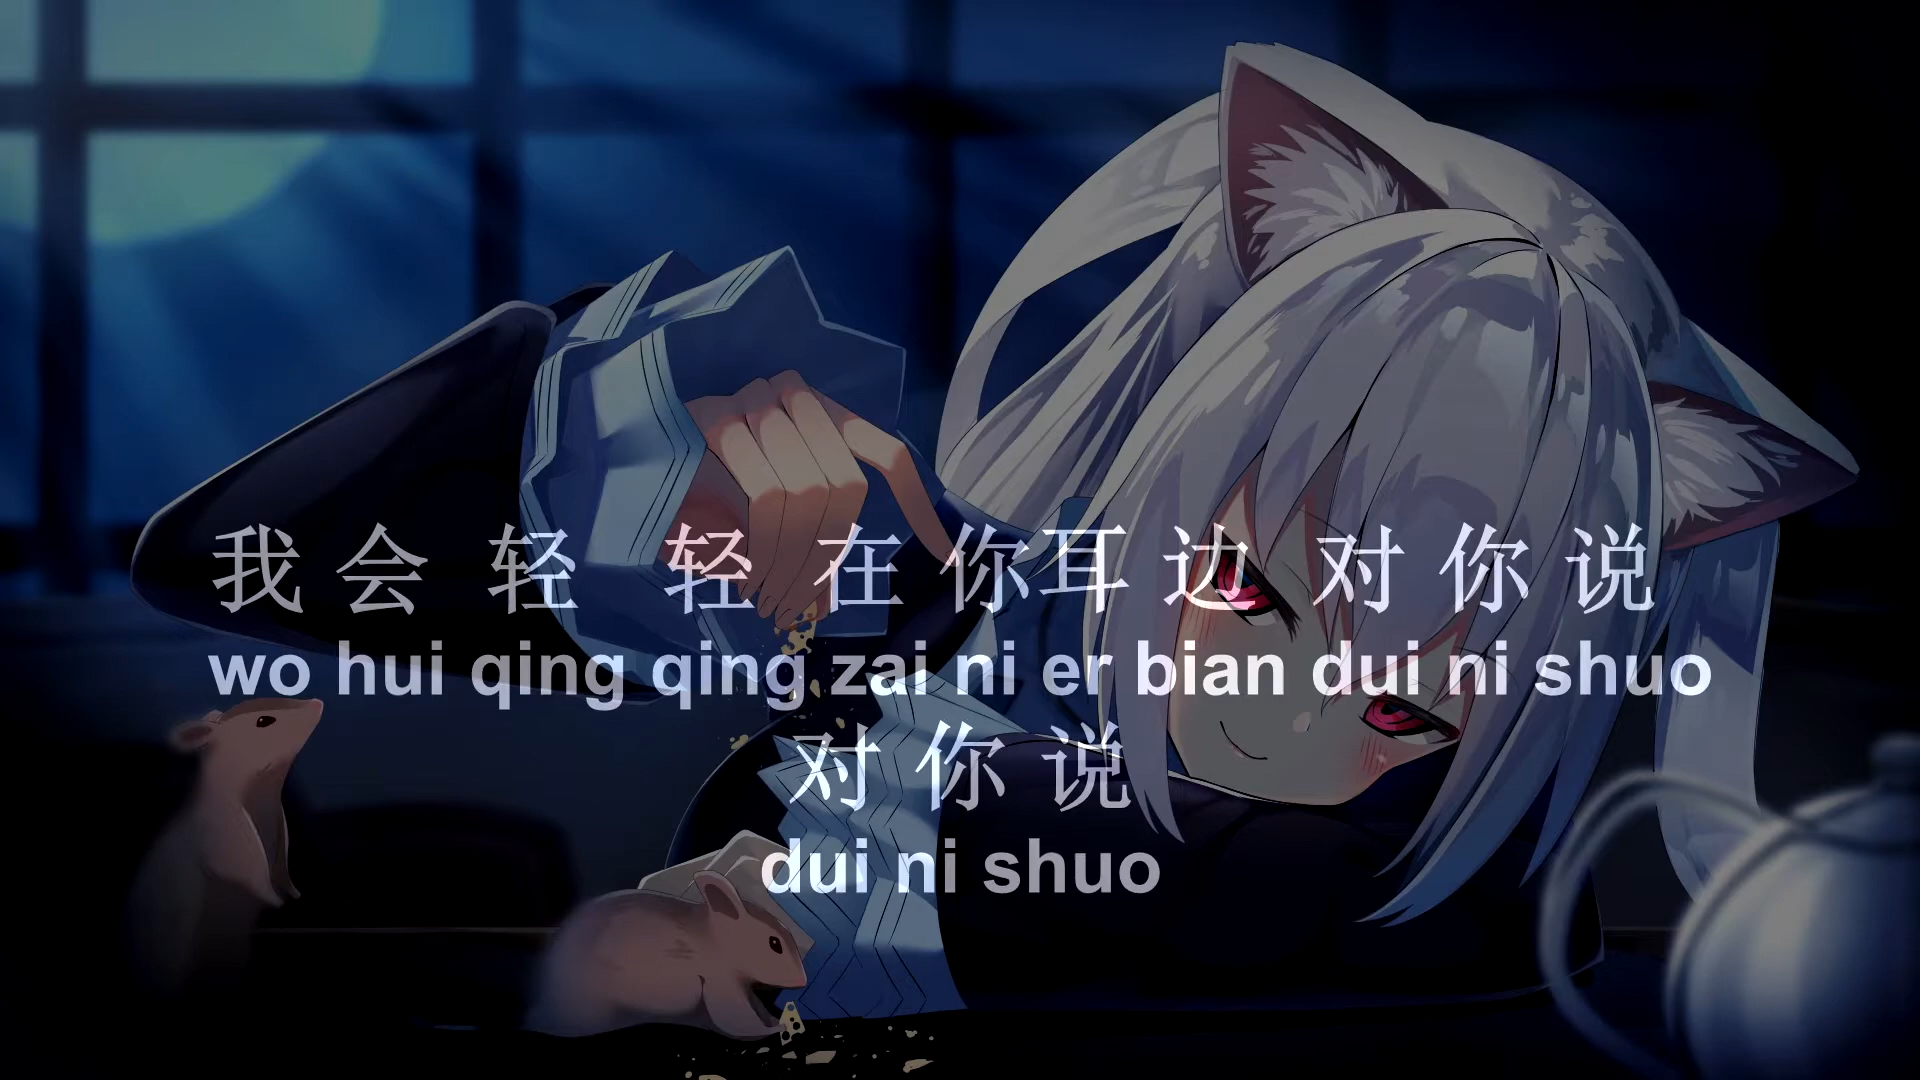 我 会 轻 轻 在 你耳 边 对 你 说
wo hui qing qing zai ni er bian dui ni shuo
对 你 说
dui ni shuo